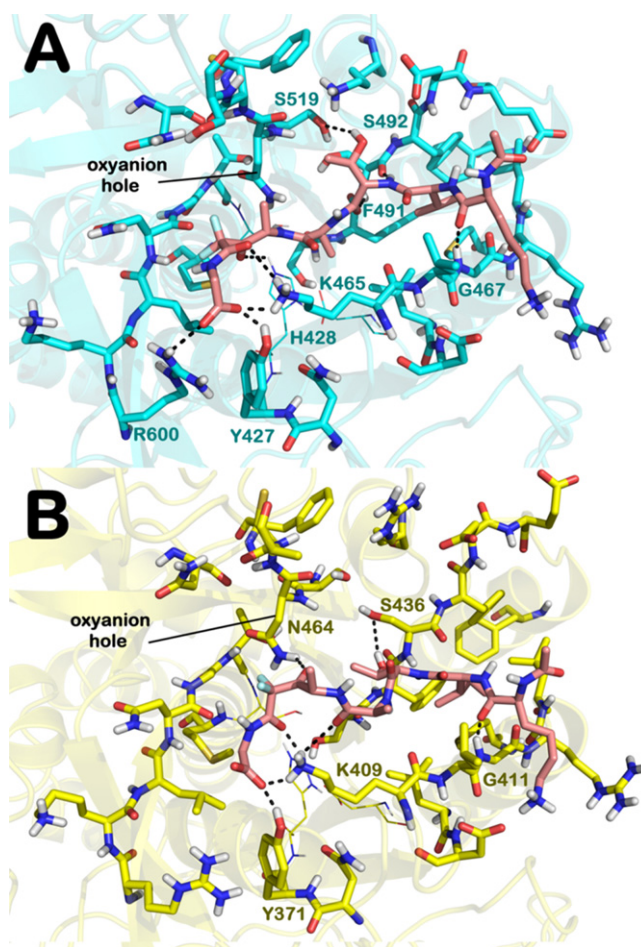 A
S519
S492
oxyanion
hole
F491
K465
G467
H428
R600
Y427
B
S436
oxyanion
hole
N464
K409
G411
Y371